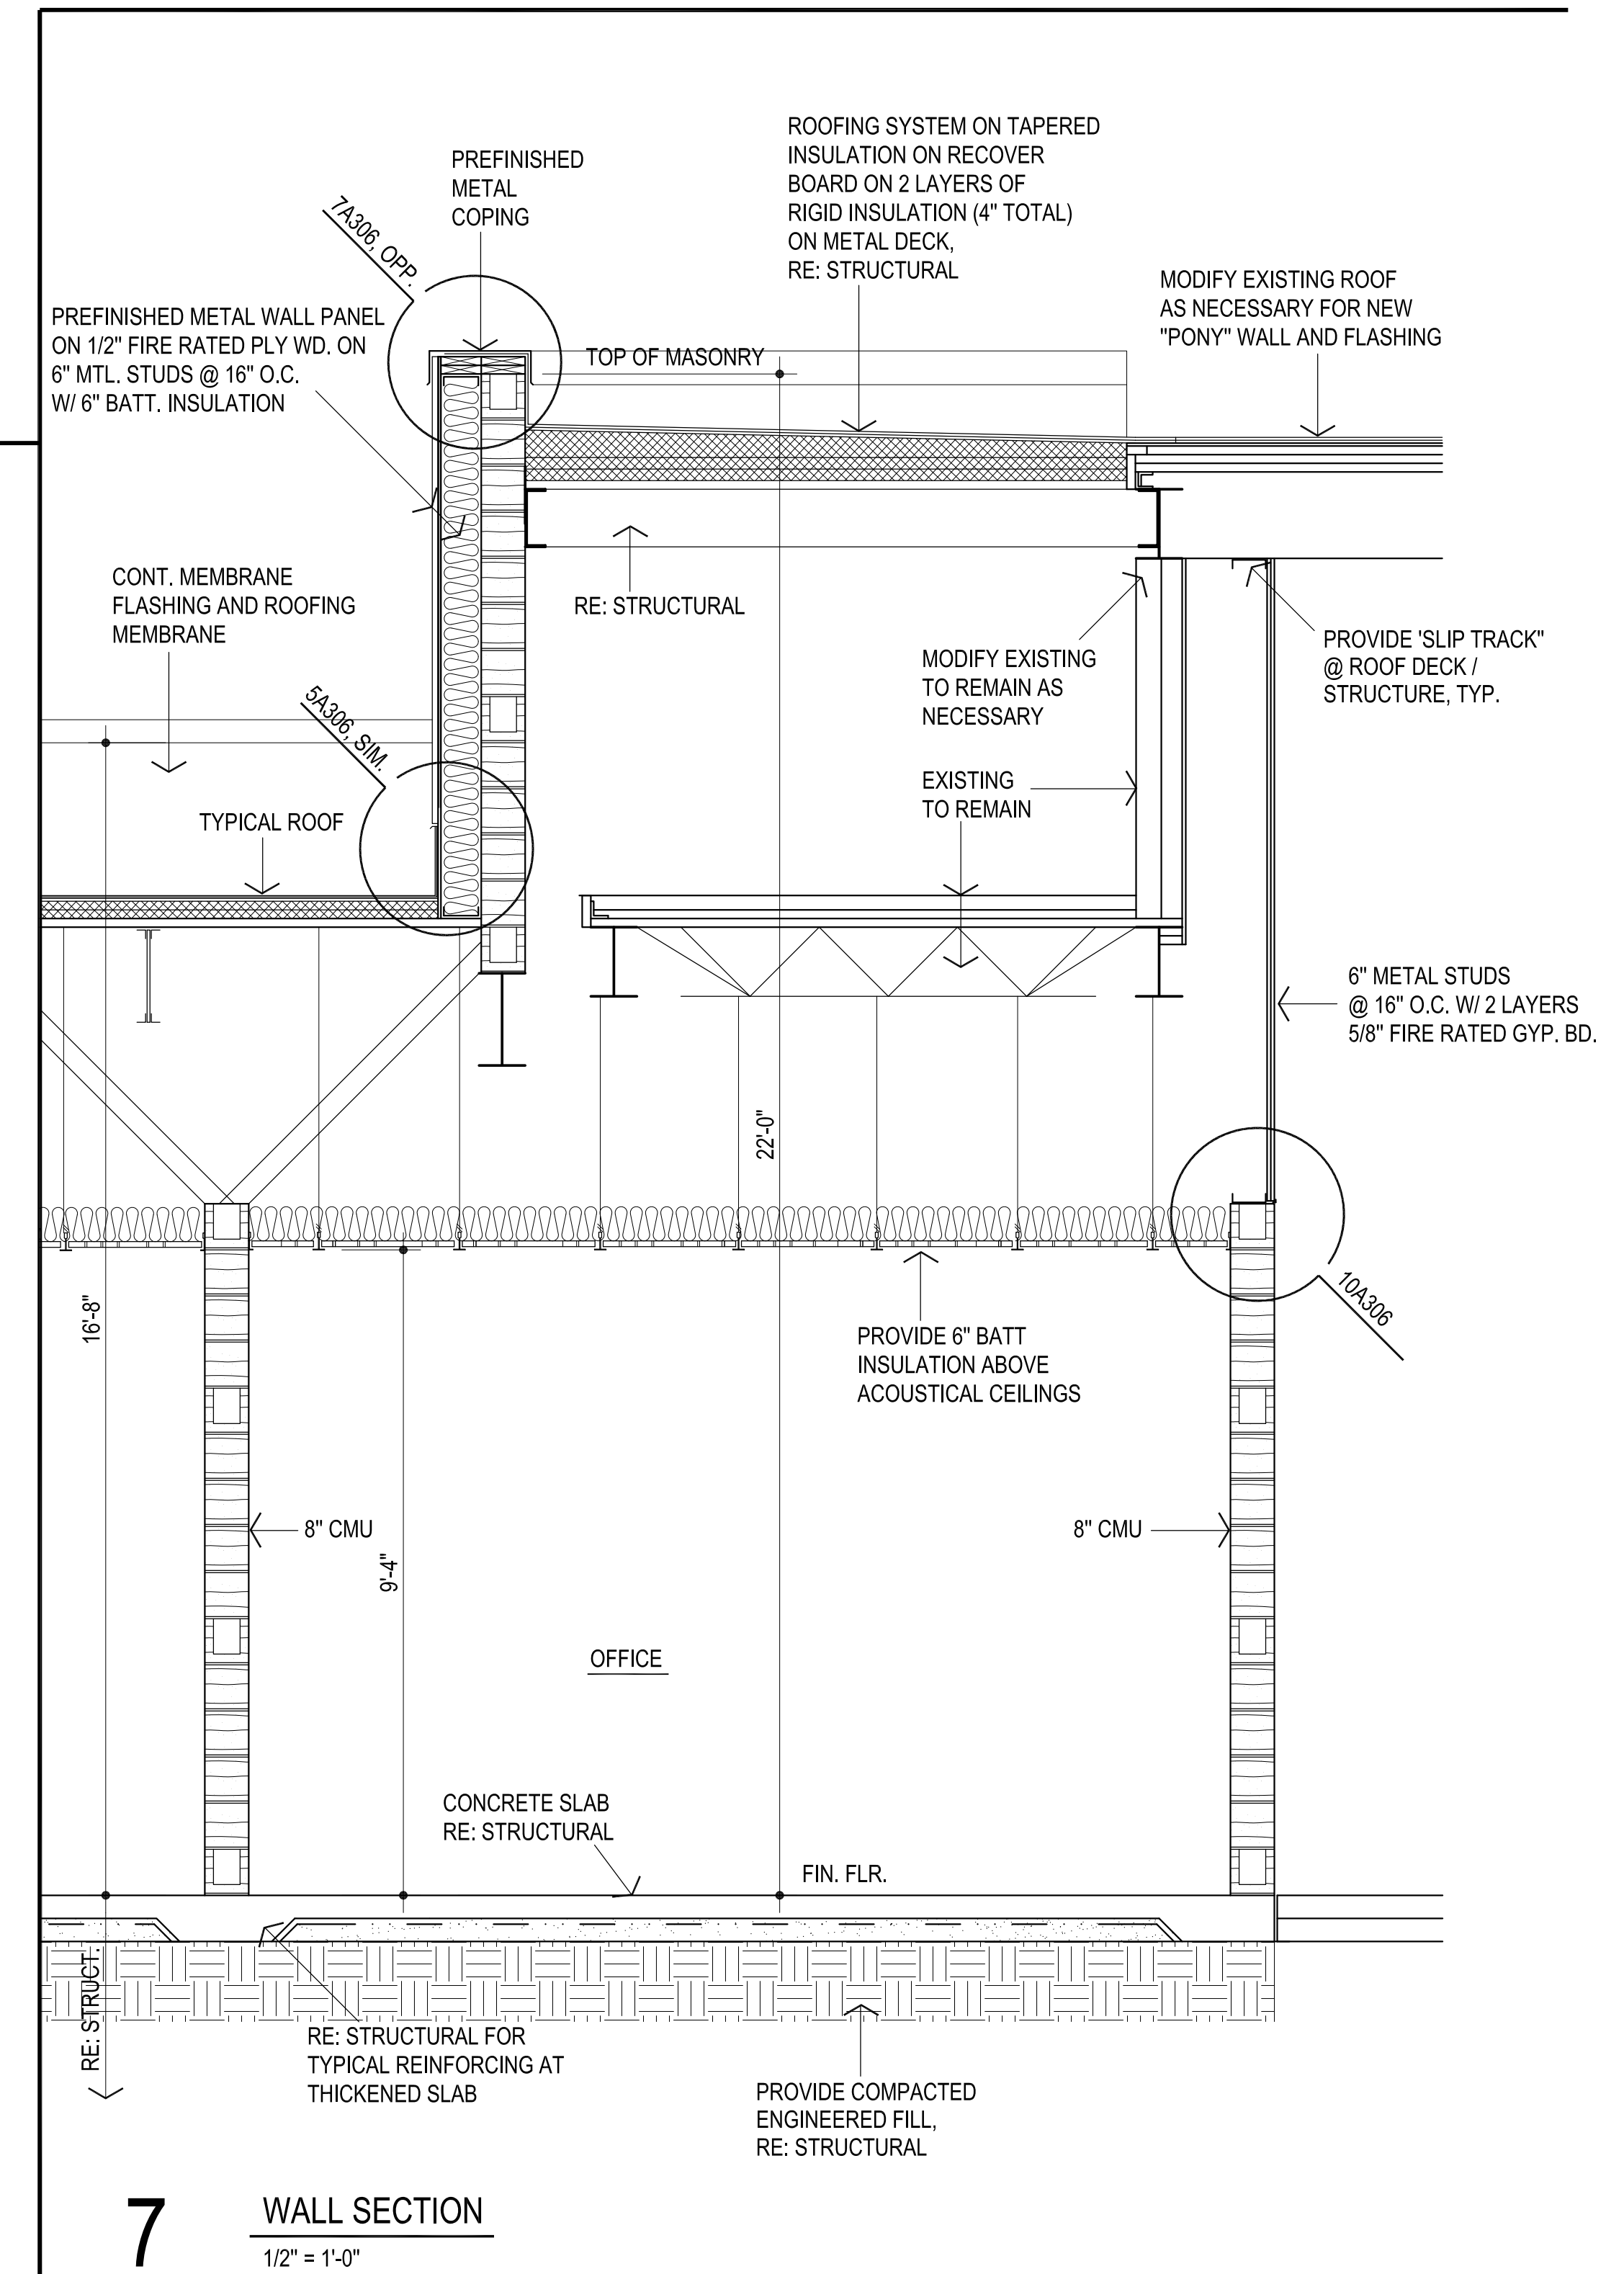 ROOFING SYSTEM ON TAPERED
INSULATION ON RECOVER
BOARD ON 2 LAYERS OF
RIGID INSULATION (4" TOTAL)
ON METAL DECK,
RE: STRUCTURAL
PREFINISHED
METAL
COPING
7A306, OPP.
MODIFY EXISTING ROOF
AS NECESSARY FOR NEW
"PONY" WALL AND FLASHING
PREFINISHED METAL WALL PANEL
ON 1/2" FIRE RATED PLY WD. ON
6" MTL. STUDS @ 16" O.C.
W/ 6" BATT. INSULATION
TOP OF MASONRY
CONT. MEMBRANE
FLASHING AND ROOFING
MEMBRANE
RE: STRUCTURAL
MODIFY EXISTING
TO REMAIN AS
NECESSARY
PROVIDE 'SLIP TRACK"
@ ROOF DECK /
STRUCTURE, TYP.
5A306, SIM.
EXISTING
TO REMAIN
TYPICAL ROOF
6" METAL STUDS
@ 16" O.C. W/ 2 LAYERS
5/8" FIRE RATED GYP. BD.
22'-0"
16'-8"
10A306
PROVIDE 6" BATT
INSULATION ABOVE
ACOUSTICAL CEILINGS
8" CMU
8" CMU
9'-4"
OFFICE
CONCRETE SLAB
RE: STRUCTURAL
FIN. FLR.
RE: STRUCT.
RE: STRUCTURAL FOR
TYPICAL REINFORCING AT
THICKENED SLAB
PROVIDE COMPACTED
ENGINEERED FILL,
RE: STRUCTURAL
7
WALL SECTION
1/2" = 1'-0"